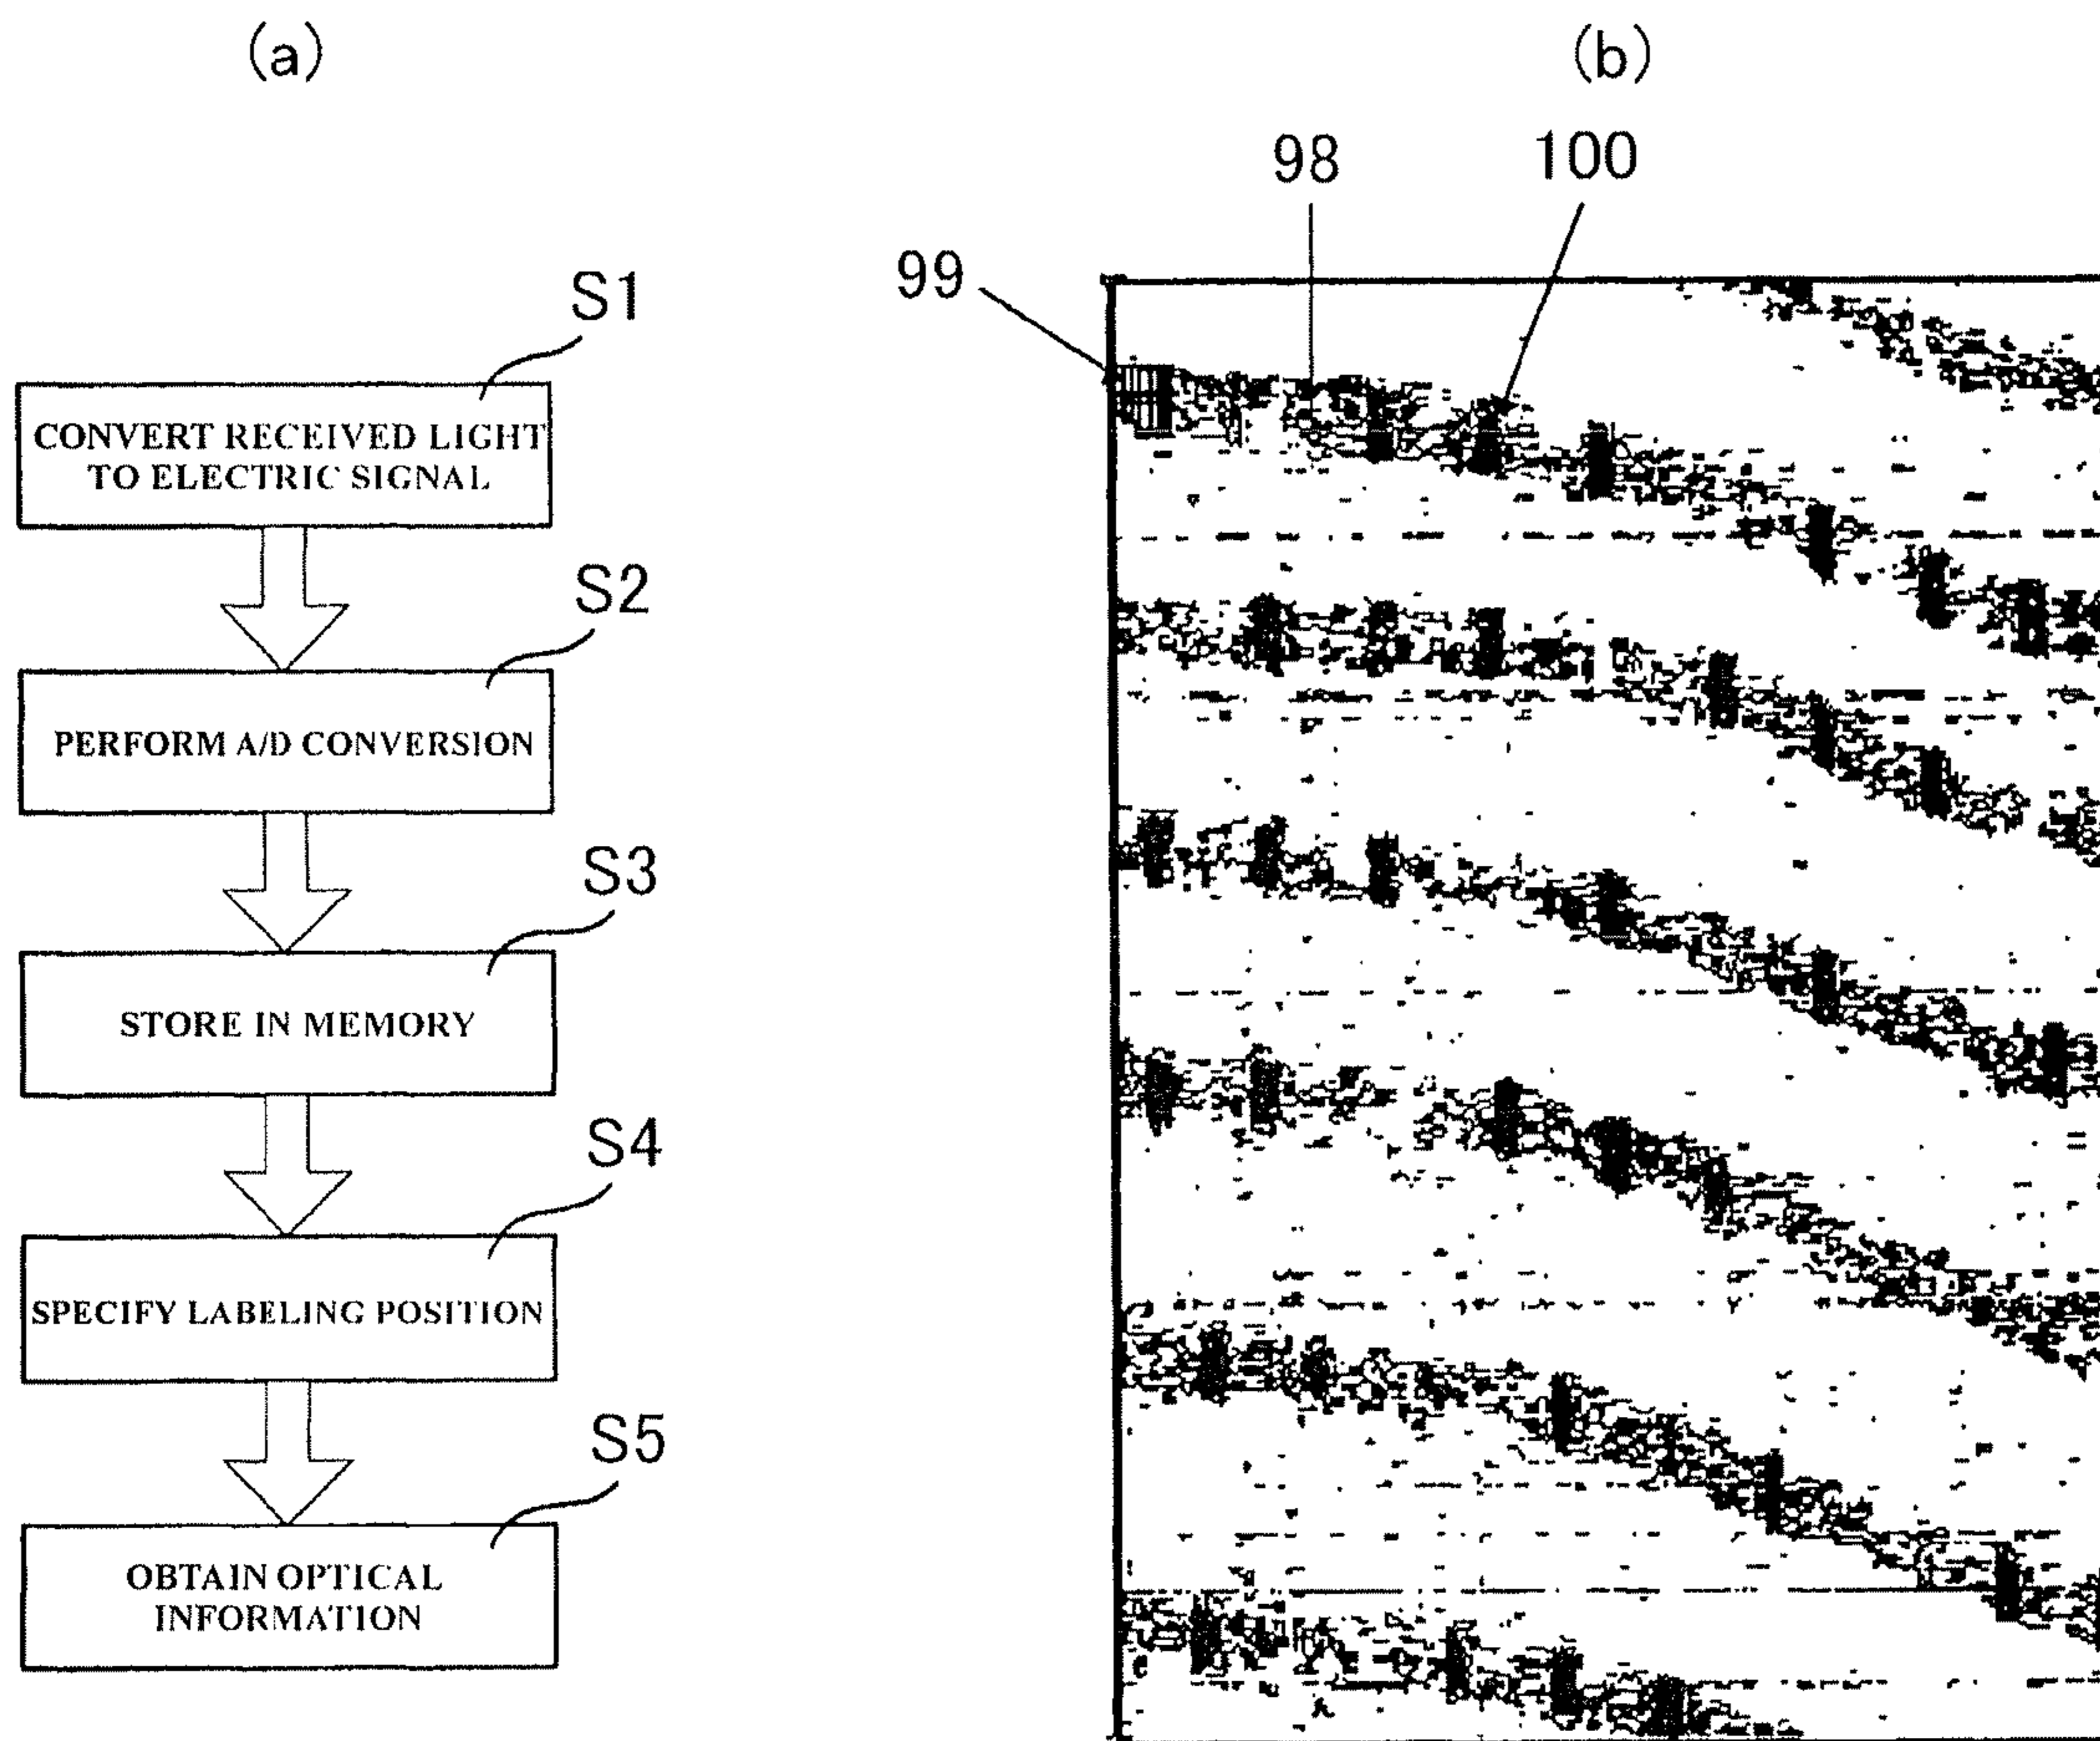 (a)
S1
CONVERT RECEIVED LIGHT
TO ELECTRIC SIGNAL
S2
PERFORM A/D CONVERSION
S3
STORE IN MEMORY
S4
SPECIFY LABELING POSITION
S5
OBTAIN OPTICAL
INFORMATION
(b)
98
100
99